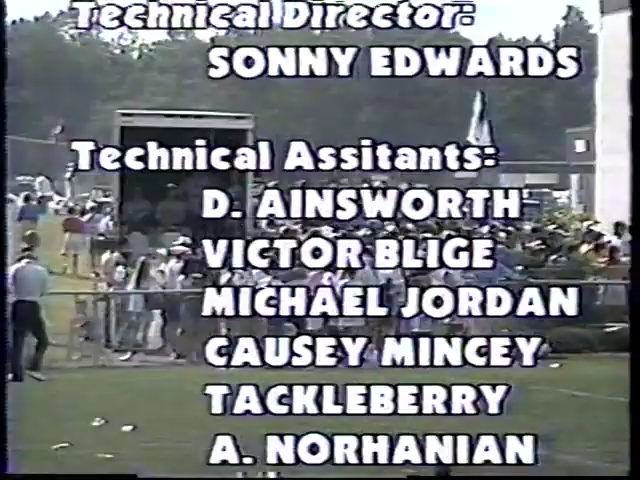 Technical Director:
SONNY EDWARDS
Technical Assitants:
D. AINSWORTH
VICTOR BLIGE
MICHAEL JORDAN
CAUSEY MINCEY
TACKLEBERRY
A. NORHANIAN